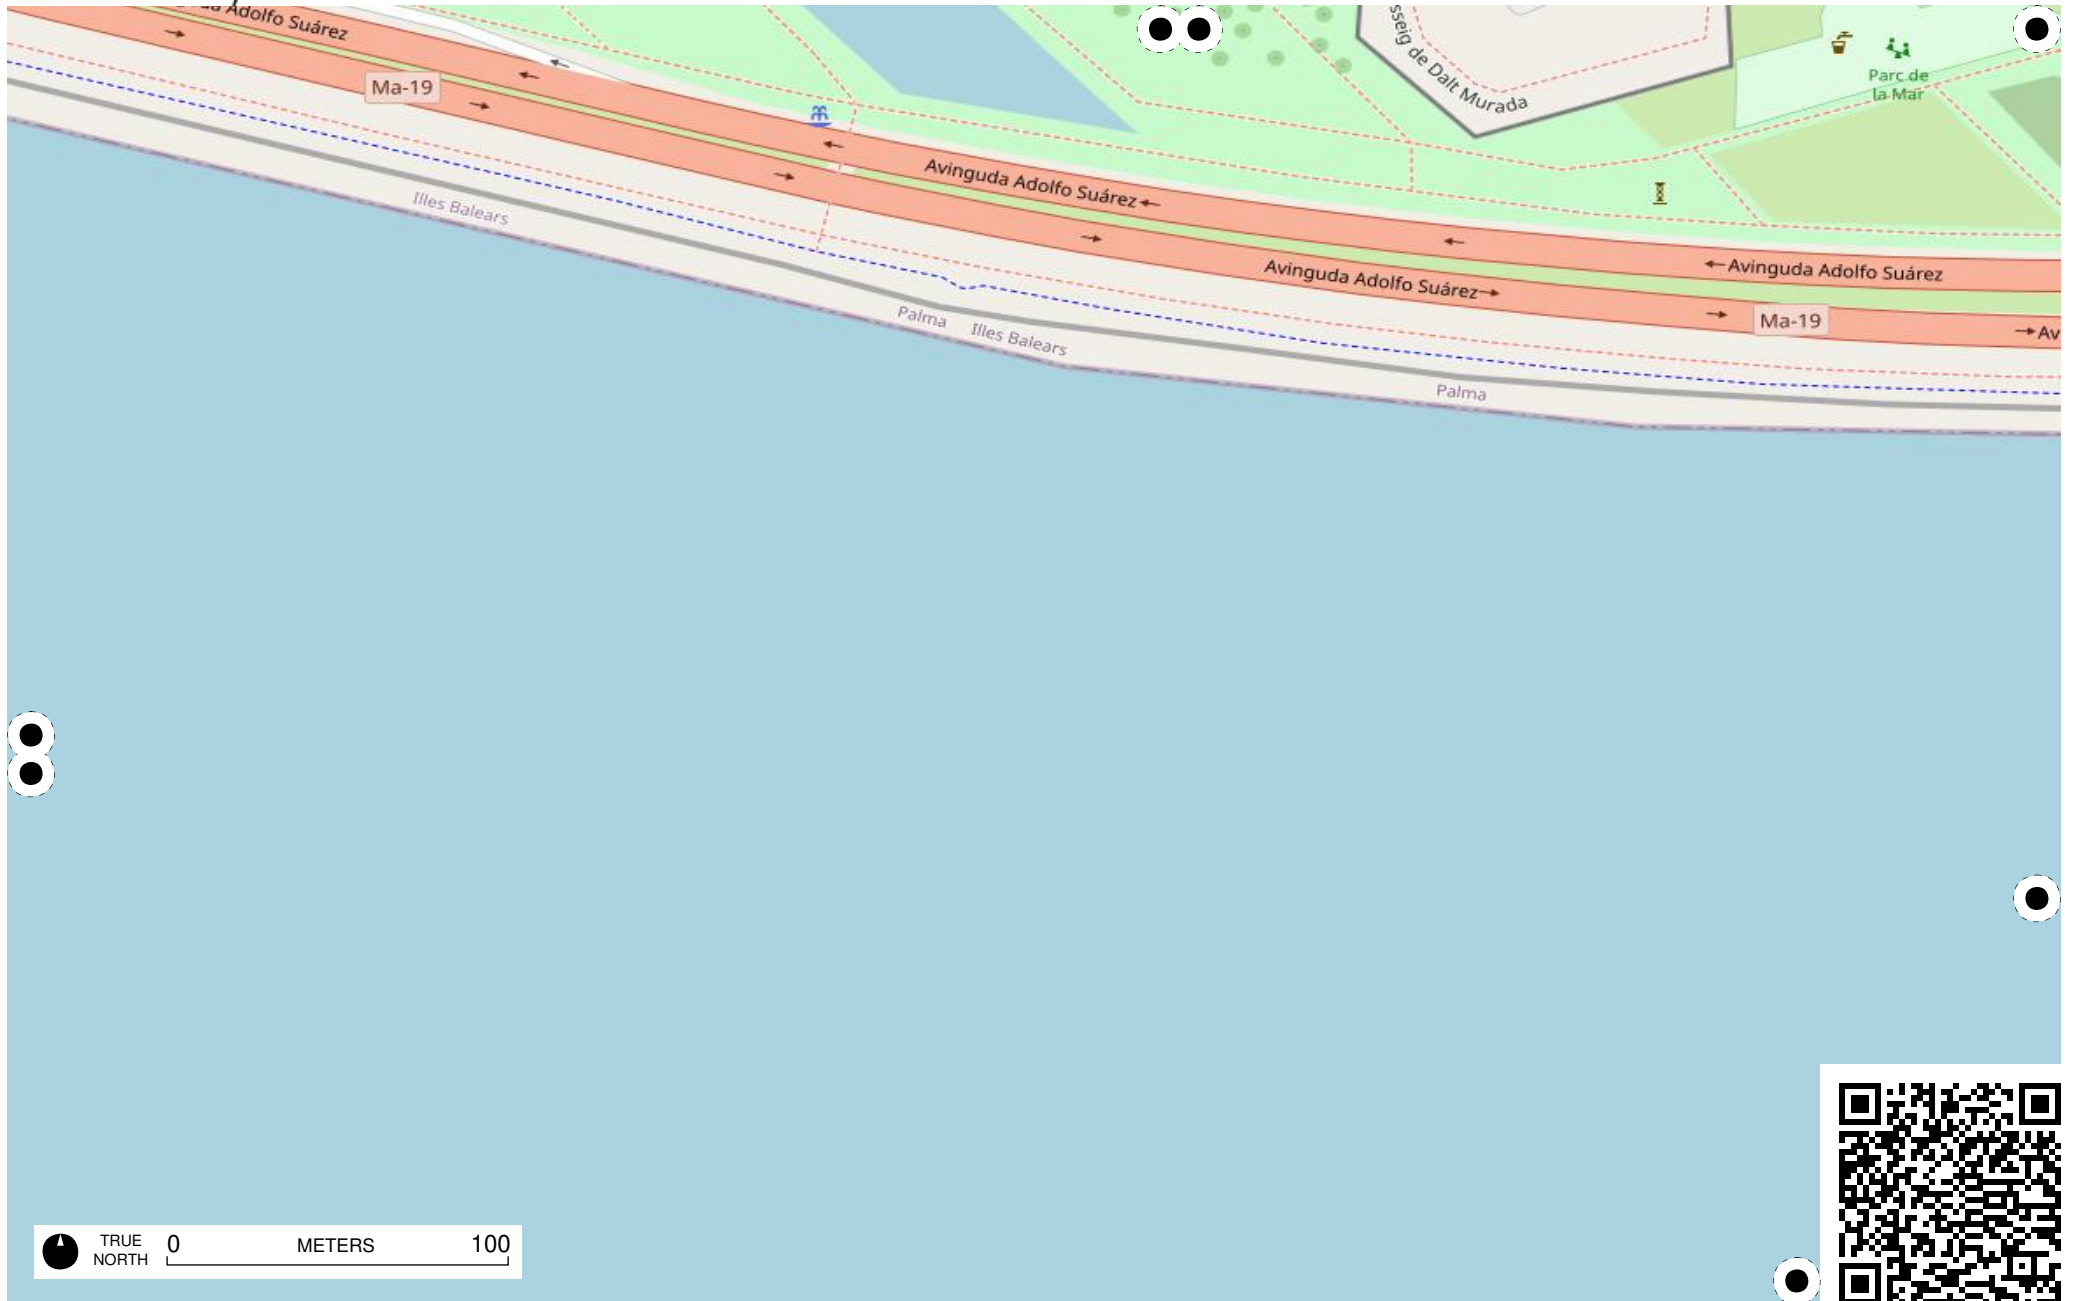 Adolfo Suárez
Ma-19
sseig de Dalt Murada
Parc de
la Mar
Avinguda Adolfo Suárez
Illes Balears
Avinguda Adolfo Suárez
Avinguda Adolfo Suárez
Ma-19
Av
Palma
Illes Balears
Palma
TRUE
NORTH
0 METERS 100